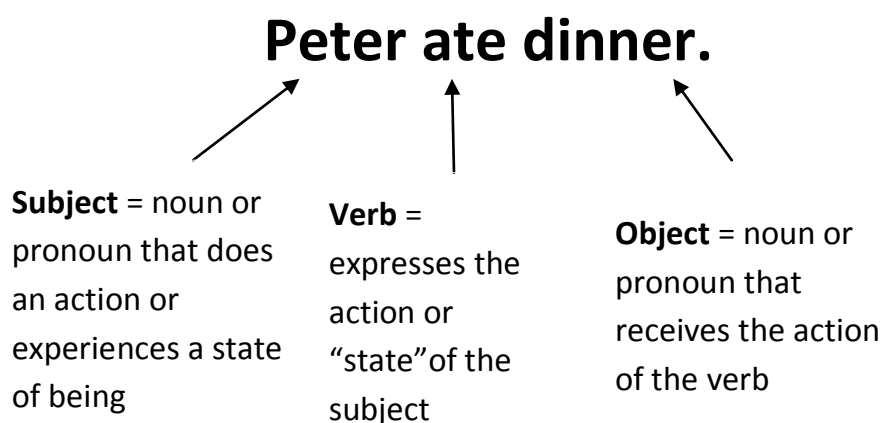 Peter ate dinner.
Subject = noun or
pronoun that does
an action or
experiences a state
of being
Verb =
expresses the
action or
“state”of the
subject
Object = noun or
pronoun that
receives the action
of the verb